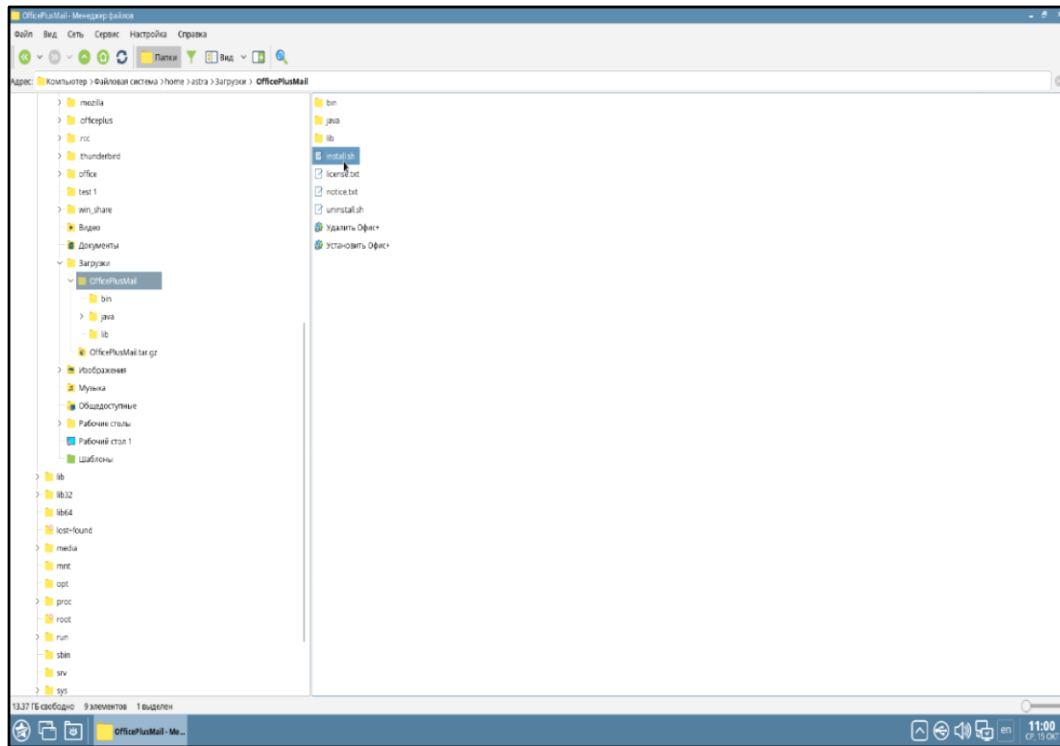 OfficePlusMail - Менеджер файлов
Файл Вид Сеть Сервис Настройка Справка
Папки Вид
Адрес: Компьютер > Файловая система > home > astra > Загрузки > OfficePlusMail
mozilla
officeplus
rcc
thunderbird
office
test 1
win_share
Видео
Документы
Загрузки
OfficePlusMail
bin
java
lib
OfficePlusMail.tar.gz
Изображения
Музыка
Общедоступные
Рабочие столы
Рабочий стол 1
Шаблоны
lib
lib32
lib64
lost+found
media
mnt
opt
proc
root
run
sbin
srv
sys
bin
java
lib
install.sh
license.txt
notice.txt
uninstall.sh
Удалить Офис+
Установить Офис+
13.37 ГБ свободно 9 элементов 1 выделен
OfficePlusMail - Ме...
en
11:00
СР, 15 ОКТ